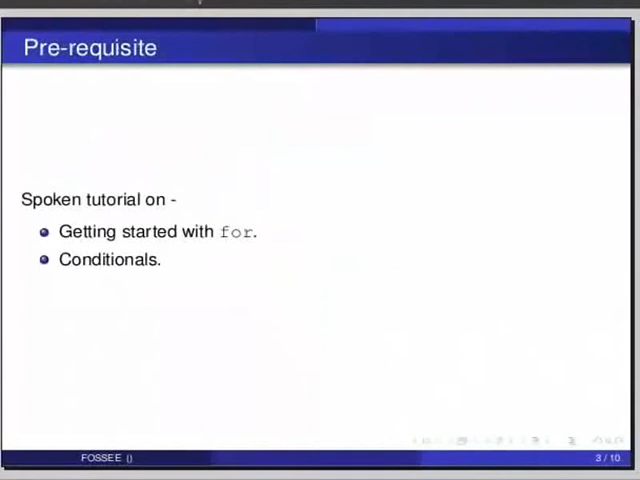 Pre-requisite
Spoken tutorial on -
Getting started with for.
Conditionals.
FOSSEE ()
3 / 10